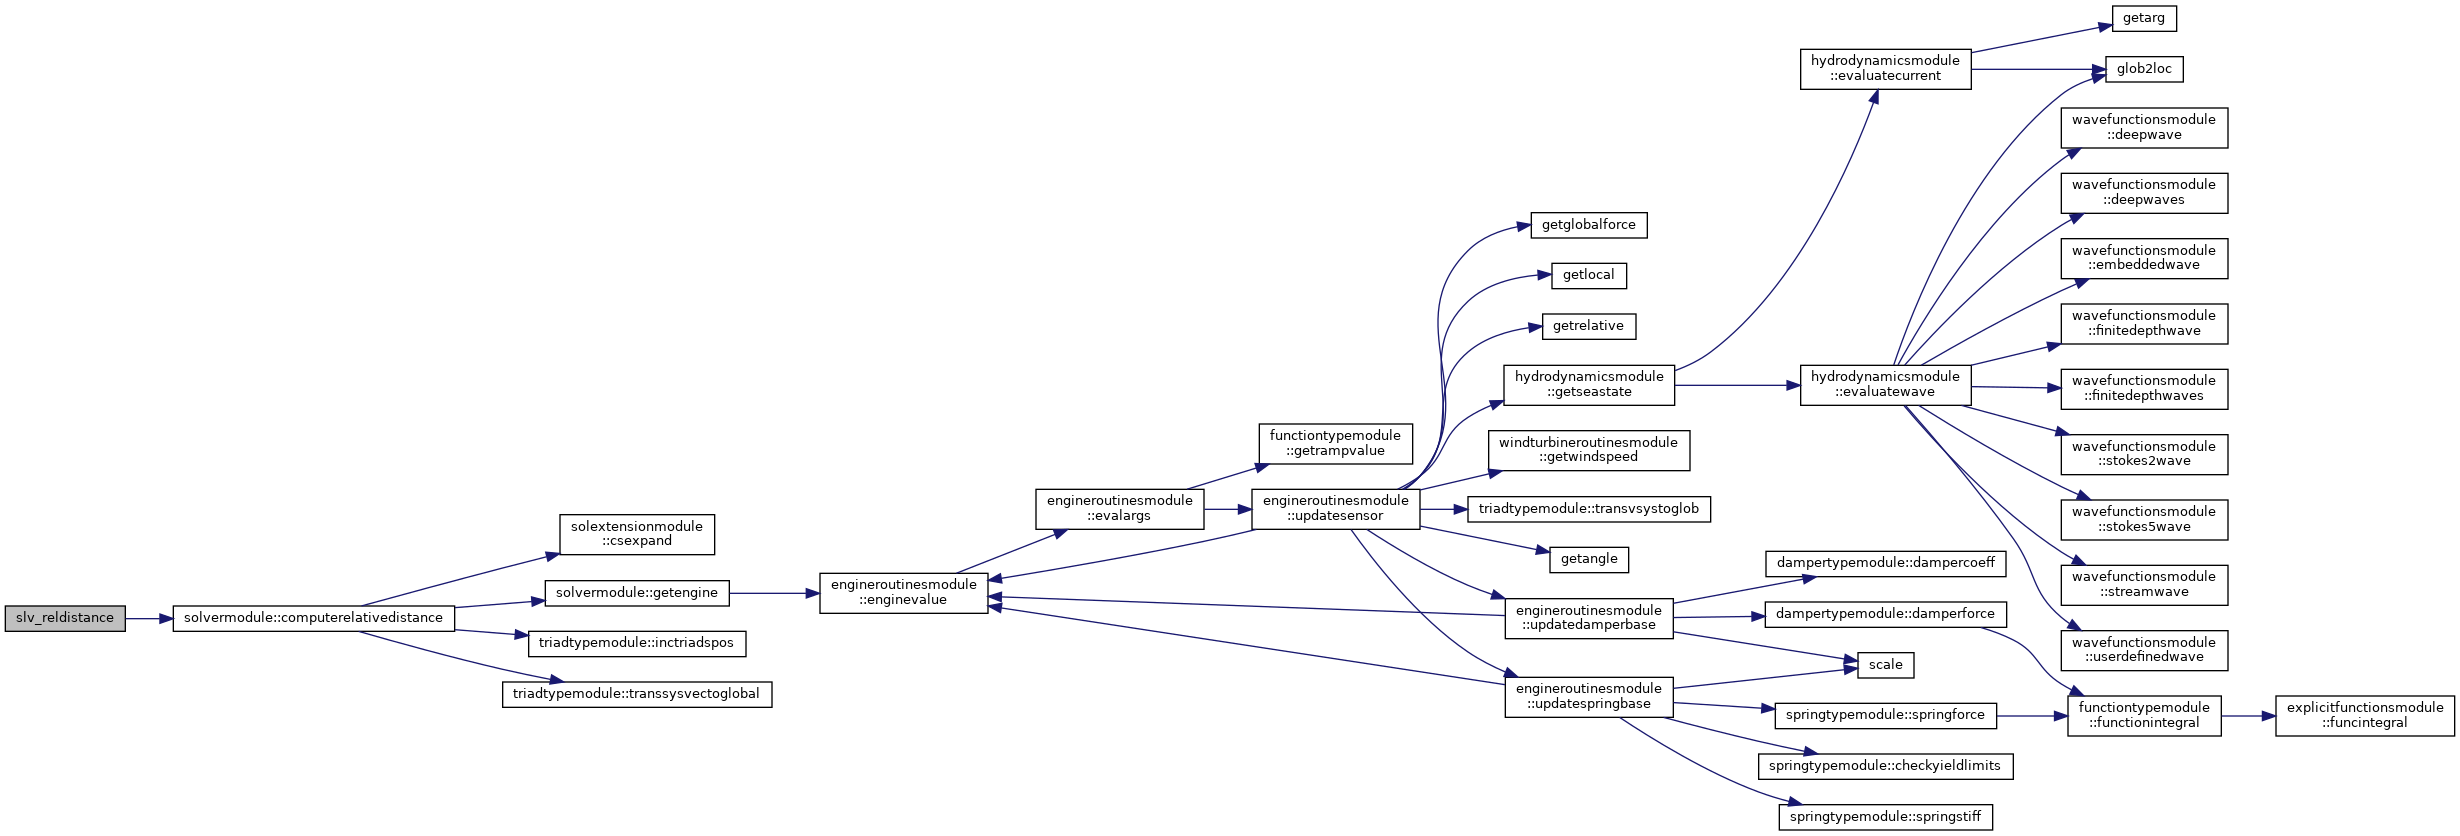 slv_reldistance
solvermodule::computerelativedistance
solextensionmodule
::csexpand
solvermodule::getengine
triadtypemodule::inctriadspos
triadtypemodule::transsysvectoglobal
engineroutinesmodule
::enginevalue
engineroutinesmodule
::evalargs
functiontypemodule
::getrampvalue
engineroutinesmodule
::updatesensor
getglobalforce
getlocal
getrelative
hydrodynamicsmodule
::getseastate
windturbineroutinesmodule
::getwindspeed
triadtypemodule::transvsystoglob
getangle
engineroutinesmodule
::updatedamperbase
engineroutinesmodule
::updatespringbase
hydrodynamicsmodule
::evaluatecurrent
hydrodynamicsmodule
::evaluatewave
dampertypemodule::dampercoeff
dampertypemodule::damperforce
scale
springtypemodule::springforce
springtypemodule::checkyieldlimits
springtypemodule::springstiff
getarg
glob2loc
wavefunctionsmodule
::deepwave
wavefunctionsmodule
::deepwaves
wavefunctionsmodule
::embeddedwave
wavefunctionsmodule
::finitedepthwave
wavefunctionsmodule
::finitedepthwaves
wavefunctionsmodule
::stokes2wave
wavefunctionsmodule
::stokes5wave
wavefunctionsmodule
::streamwave
wavefunctionsmodule
::userdefinedwave
functiontypemodule
::functionintegral
explicitfunctionsmodule
::funcintegral